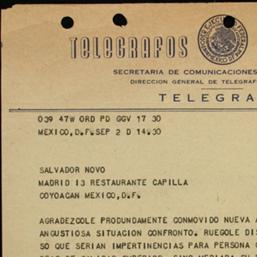 TELEGRAFOS
SECRETARIA DE COMUNICACIONES
DIRECCION GENERAL DE TELEGRAF
TELEGRA
039 47W ORD PD GGV 17 30
MEXICO,D.F.SEP 2 D 14.30
SALVADOR NOVO
MADRID 13 RESTAURANTE CAPILLA
COYOACAN MEXICO,D.F.
AGRADEZCOLE PRODUNDAMENTE CONMOVIDO NUEVA A
ANGUSTIOSA SITUACION CONFRONTO. RUEGOLE DIS
SO QUE SERIAN IMPERTINENCIAS PARA PERSONA